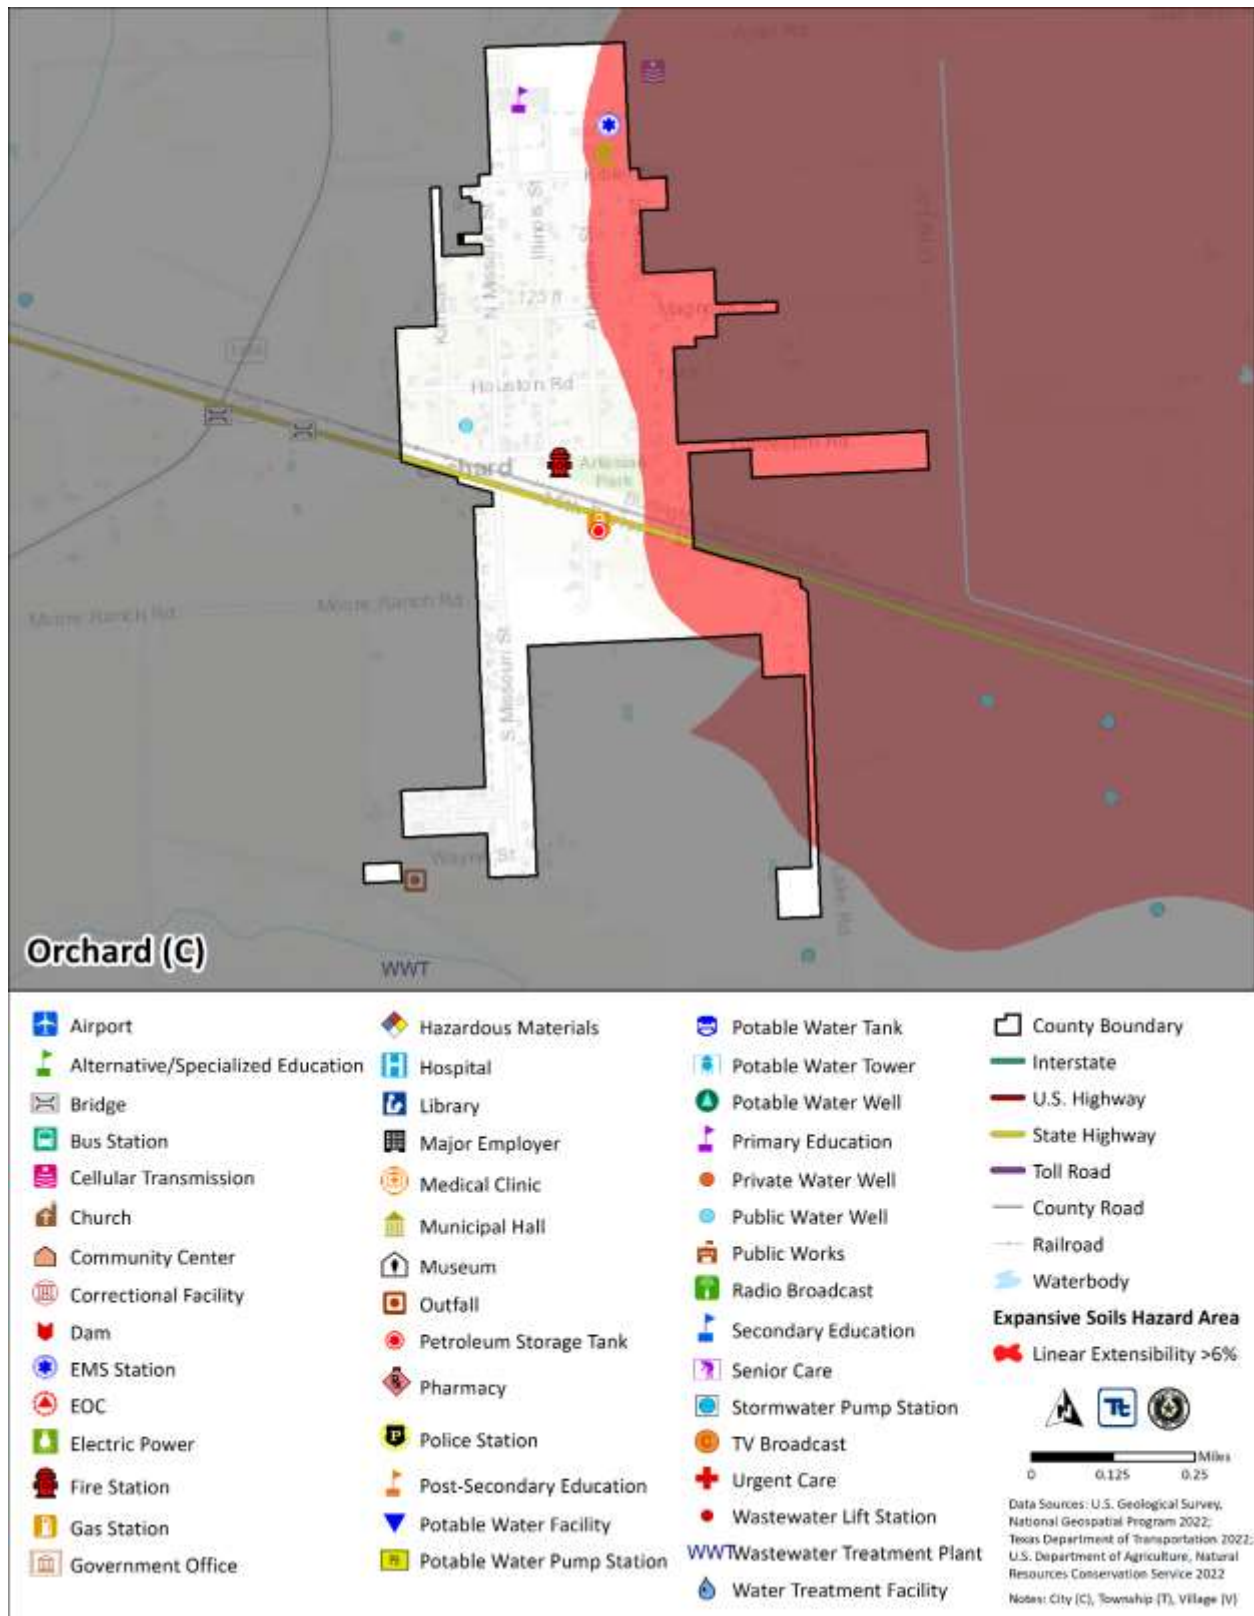 Houston Rd
Park
Moore Ranch Rd
Moore Ranch Rd
N Missouri St
Illinois St
S Missouri St
Wayne St
Orchard (C)
WWT
Airport
Alternative/Specialized Education
Bridge
Bus Station
Cellular Transmission
Church
Community Center
Correctional Facility
Dam
EMS Station
EOC
Electric Power
Fire Station
Gas Station
Government Office
Hazardous Materials
Hospital
Library
Major Employer
Medical Clinic
Municipal Hall
Museum
Outfall
Petroleum Storage Tank
Pharmacy
Police Station
Post-Secondary Education
Potable Water Facility
Potable Water Pump Station
Potable Water Tank
Potable Water Tower
Potable Water Well
Primary Education
Private Water Well
Public Water Well
Public Works
Radio Broadcast
Secondary Education
Senior Care
Stormwater Pump Station
TV Broadcast
Urgent Care
Wastewater Lift Station
WWT Wastewater Treatment Plant
Water Treatment Facility
County Boundary
Interstate
U.S. Highway
State Highway
Toll Road
County Road
Railroad
Waterbody
Expansive Soils Hazard Area
Linear Extensibility >6%
Miles
0 0.125 0.25
Data Sources: U.S. Geological Survey,
National Geospatial Program 2022;
Texas Department of Transportation 2022;
U.S. Department of Agriculture, Natural
Resources Conservation Service 2022
Notes: City (C), Township (T), Village (V)